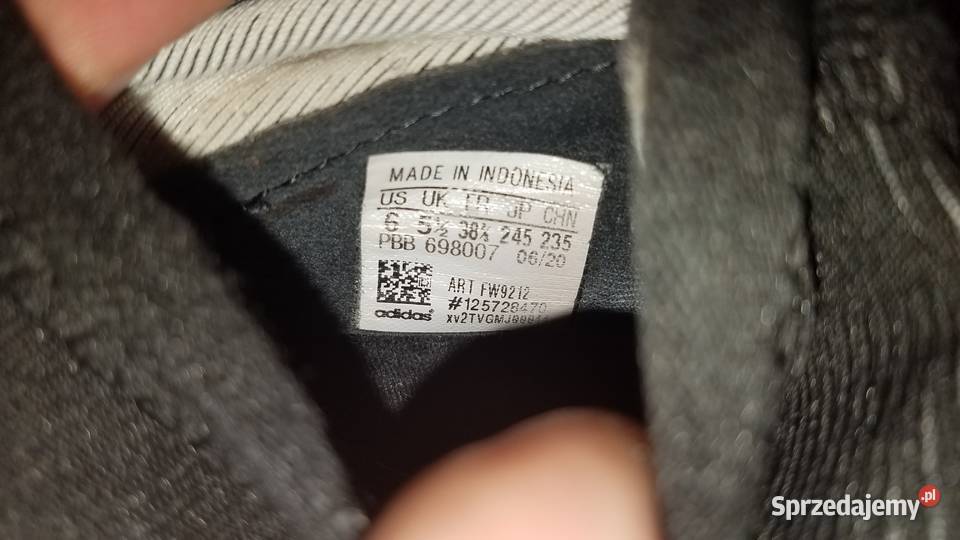 MADE IN INDONESIA
US UK FR JP CHN
6 5½ 38⅔ 245 235
PBB 698007 06/20
ART FW9212
#125728470
adidas
Sprzedajemy.pl